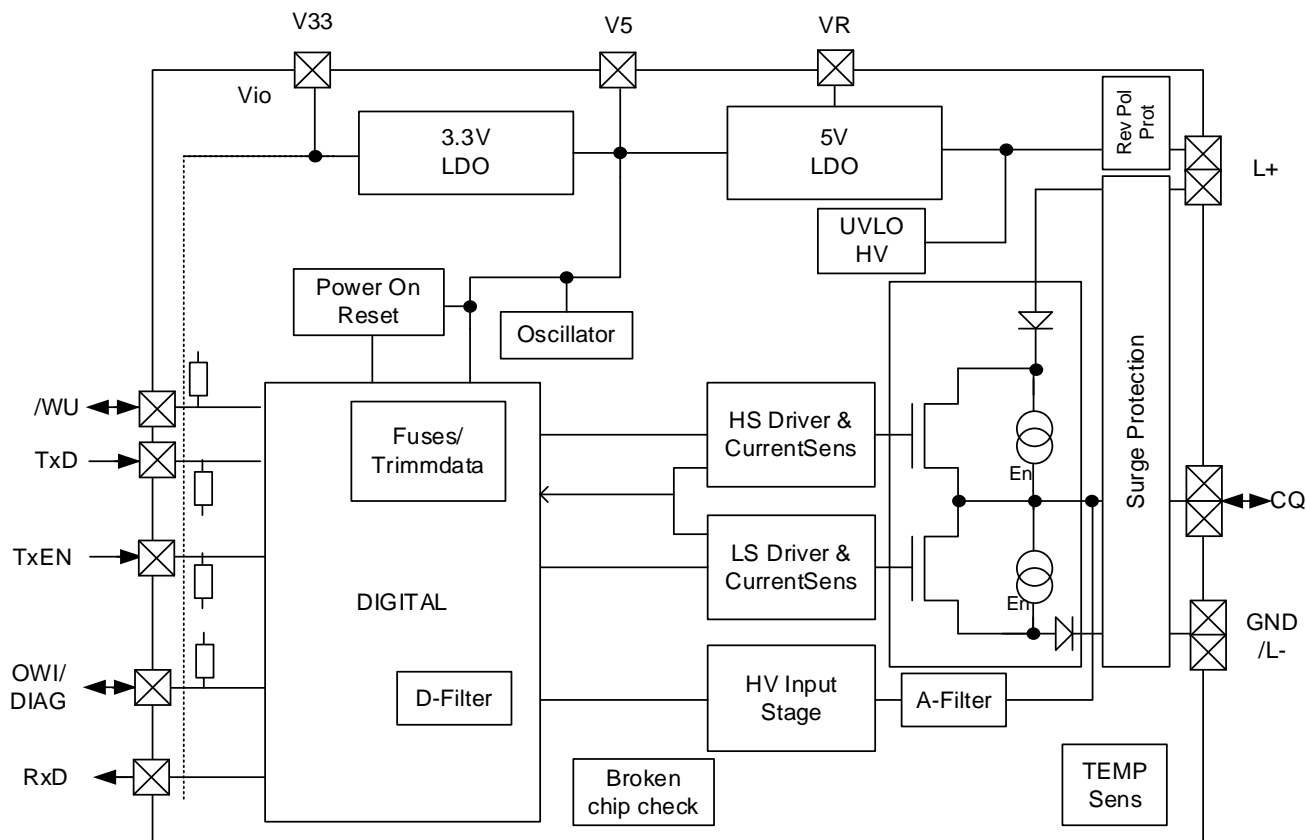 V33
V5
VR
Vio
3.3V
LDO
5V
LDO
Rev Pol
Prot
L+
UVLO
HV
Power On
Reset
Oscillator
/WU
TxD
TxEN
OWI/
DIAG
RxD
Fuses/
Trimmdata
DIGITAL
D-Filter
HS Driver &
CurrentSens
LS Driver &
CurrentSens
HV Input
Stage
A-Filter
En
En
Surge Protection
CQ
GND
/L-
Broken
chip check
TEMP
Sens